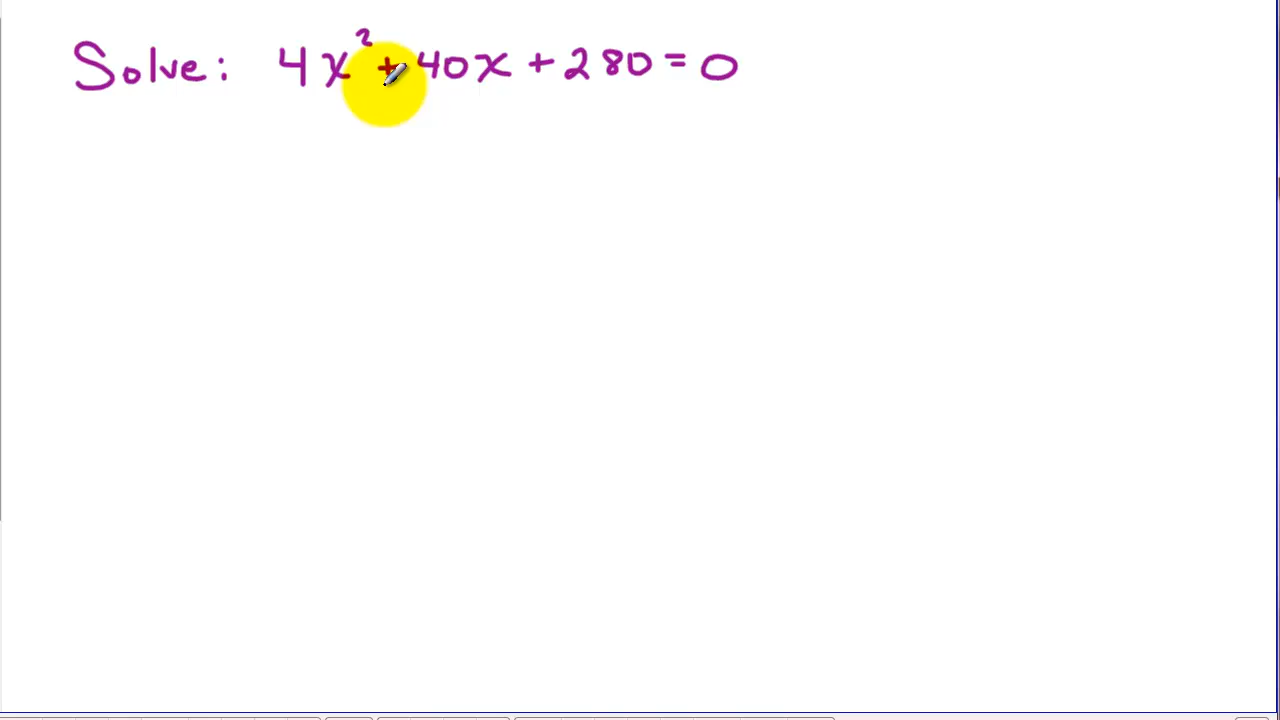 Solve: 4x² + 40x + 280 = 0